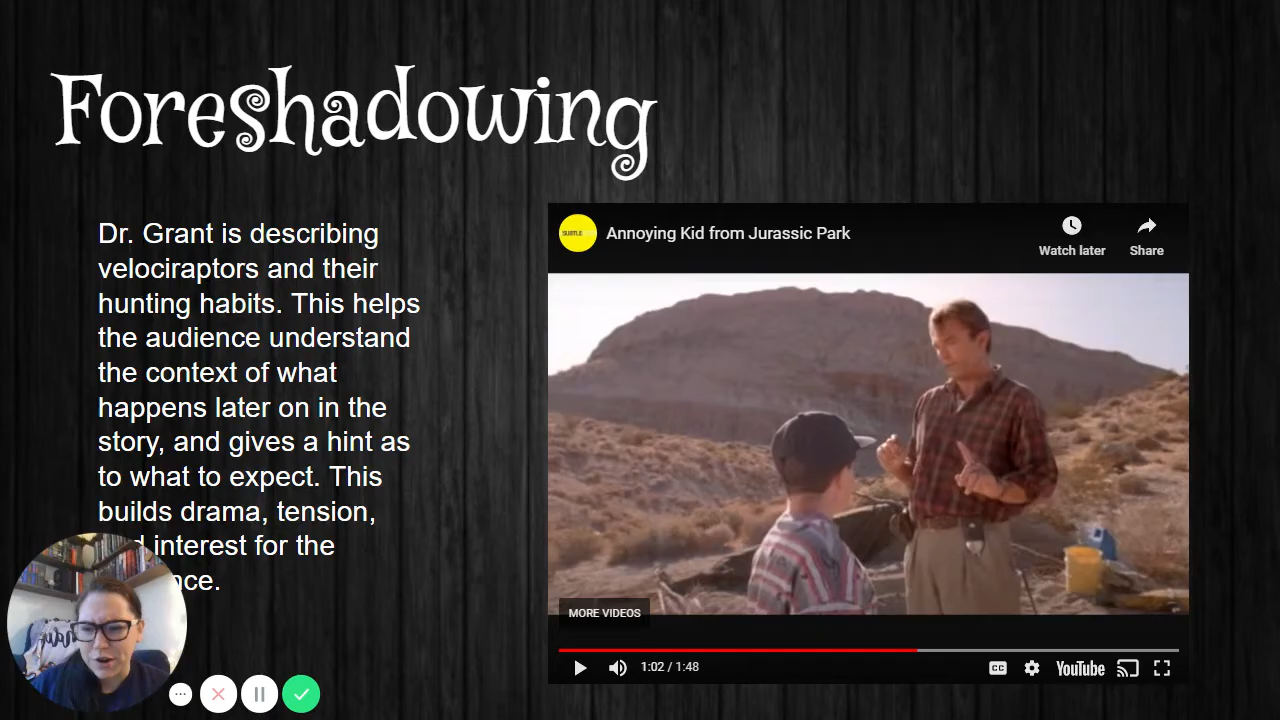 Foreshadowing
Dr. Grant is describing
velociraptors and their
hunting habits. This helps
the audience understand
the context of what
happens later on in the
story, and gives a hint as
to what to expect. This
builds drama, tension,
interest for the
Annoying Kid from Jurassic Park
Watch later
Share
MORE VIDEOS
1:02 / 1:48
CC
YouTube